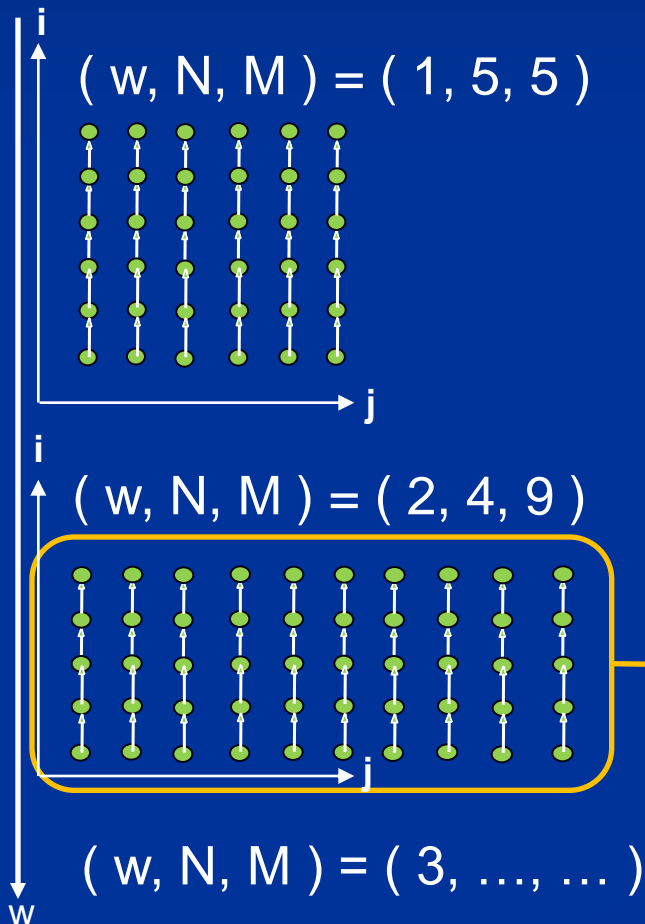 i
( w, N, M ) = ( 1, 5, 5 )
j
i
( w, N, M ) = ( 2, 4, 9 )
j
( w, N, M ) = ( 3, …, … )
w